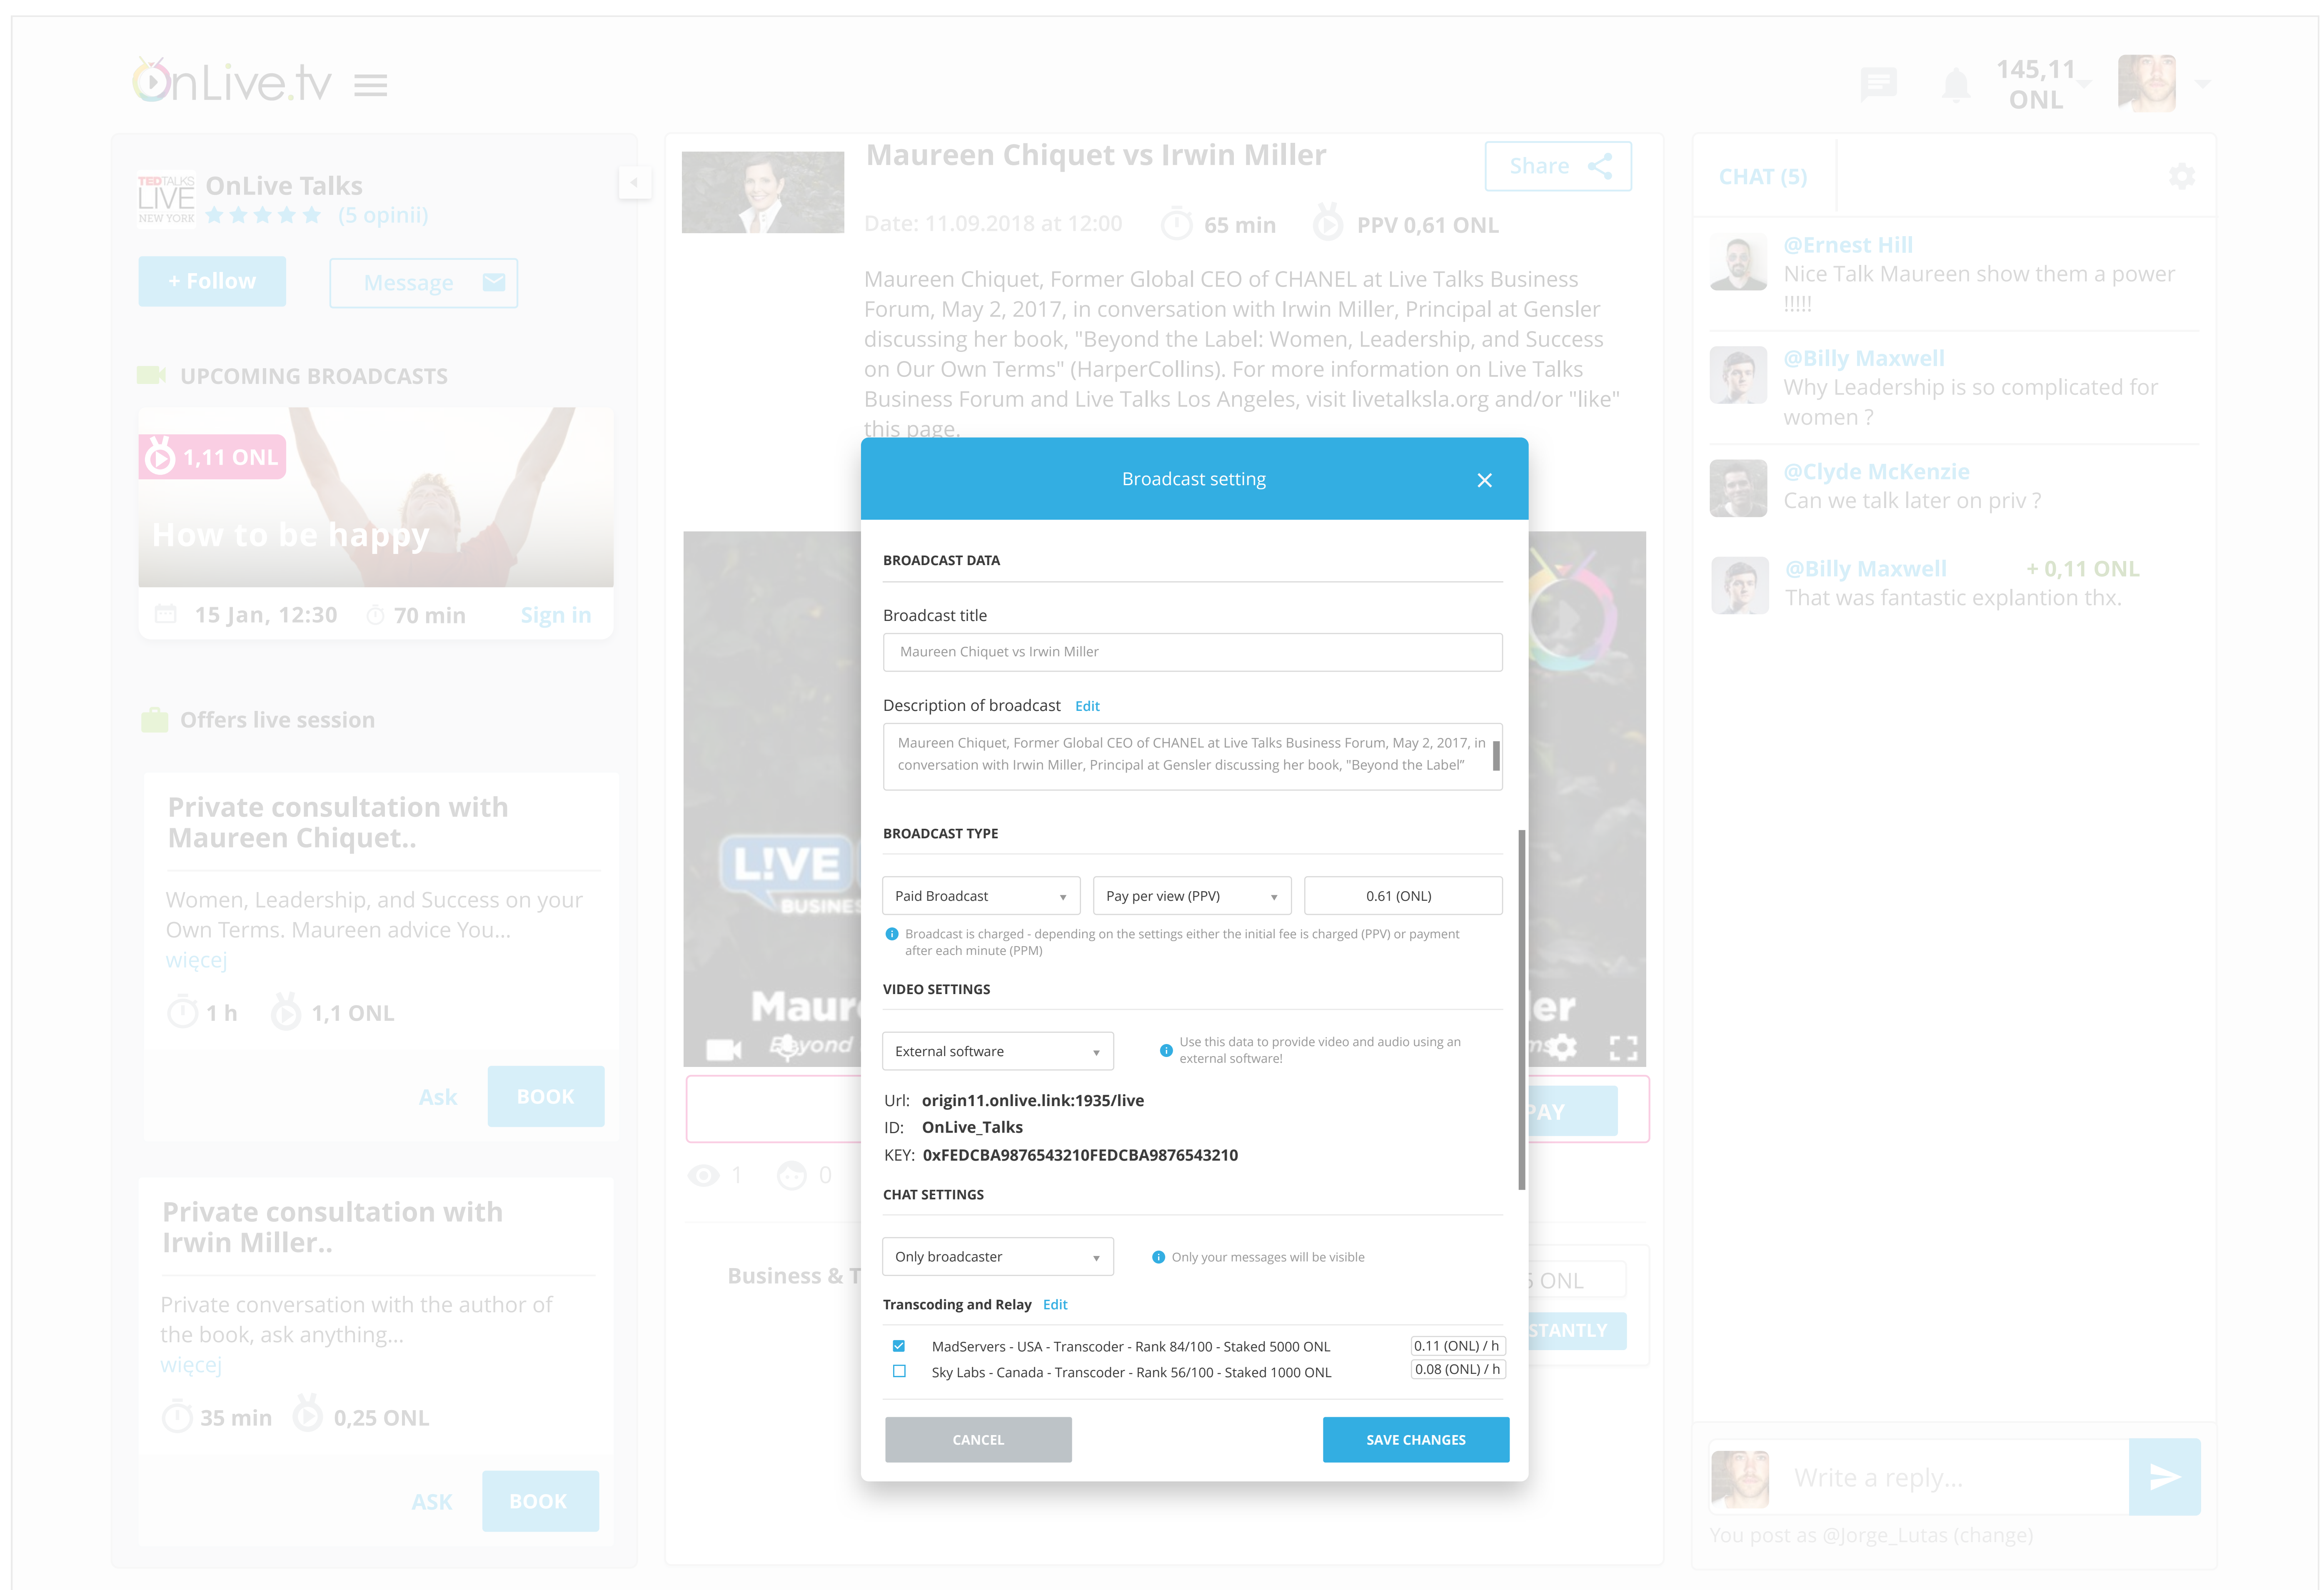 OnLive.tv
145,11
ONL
TEDTALKS
LIVE
NEW YORK
OnLive Talks
(5 opinii)
+ Follow
Message
UPCOMING BROADCASTS
1,11 ONL
How to be happy
15 Jan, 12:30
70 min
Sign in
Offers live session
Private consultation with
Maureen Chiquet..
Women, Leadership, and Success on your
Own Terms. Maureen advice You...
więcej
1 h
1,1 ONL
Ask
BOOK
Private consultation with
Irwin Miller..
Private conversation with the author of
the book, ask anything...
więcej
35 min
0,25 ONL
ASK
BOOK
Maureen Chiquet vs Irwin Miller
Share
Date: 11.09.2018 at 12:00
65 min
PPV 0,61 ONL
Maureen Chiquet, Former Global CEO of CHANEL at Live Talks Business
Forum, May 2, 2017, in conversation with Irwin Miller, Principal at Gensler
discussing her book, "Beyond the Label: Women, Leadership, and Success
on Our Own Terms" (HarperCollins). For more information on Live Talks
Business Forum and Live Talks Los Angeles, visit livetalksla.org and/or "like"
this page.
L!VE
BUSINE
Maur
ler
Beyond
ms
PAY
1
0
Business & T
5 ONL
STANTLY
Broadcast setting
BROADCAST DATA
Broadcast title
Maureen Chiquet vs Irwin Miller
Description of broadcast Edit
Maureen Chiquet, Former Global CEO of CHANEL at Live Talks Business Forum, May 2, 2017, in
conversation with Irwin Miller, Principal at Gensler discussing her book, "Beyond the Label”
BROADCAST TYPE
Paid Broadcast
Pay per view (PPV)
0.61 (ONL)
Broadcast is charged - depending on the settings either the initial fee is charged (PPV) or payment
after each minute (PPM)
VIDEO SETTINGS
External software
Use this data to provide video and audio using an
external software!
Url: origin11.onlive.link:1935/live
ID: OnLive_Talks
KEY: 0xFEDCBA9876543210FEDCBA9876543210
CHAT SETTINGS
Only broadcaster
Only your messages will be visible
Transcoding and Relay Edit
MadServers - USA - Transcoder - Rank 84/100 - Staked 5000 ONL
0.11 (ONL) / h
Sky Labs - Canada - Transcoder - Rank 56/100 - Staked 1000 ONL
0.08 (ONL) / h
CANCEL
SAVE CHANGES
CHAT (5)
@Ernest Hill
Nice Talk Maureen show them a power
!!!!!
@Billy Maxwell
Why Leadership is so complicated for
women ?
@Clyde McKenzie
Can we talk later on priv ?
@Billy Maxwell
+ 0,11 ONL
That was fantastic explantion thx.
Write a reply...
You post as @Jorge_Lutas (change)